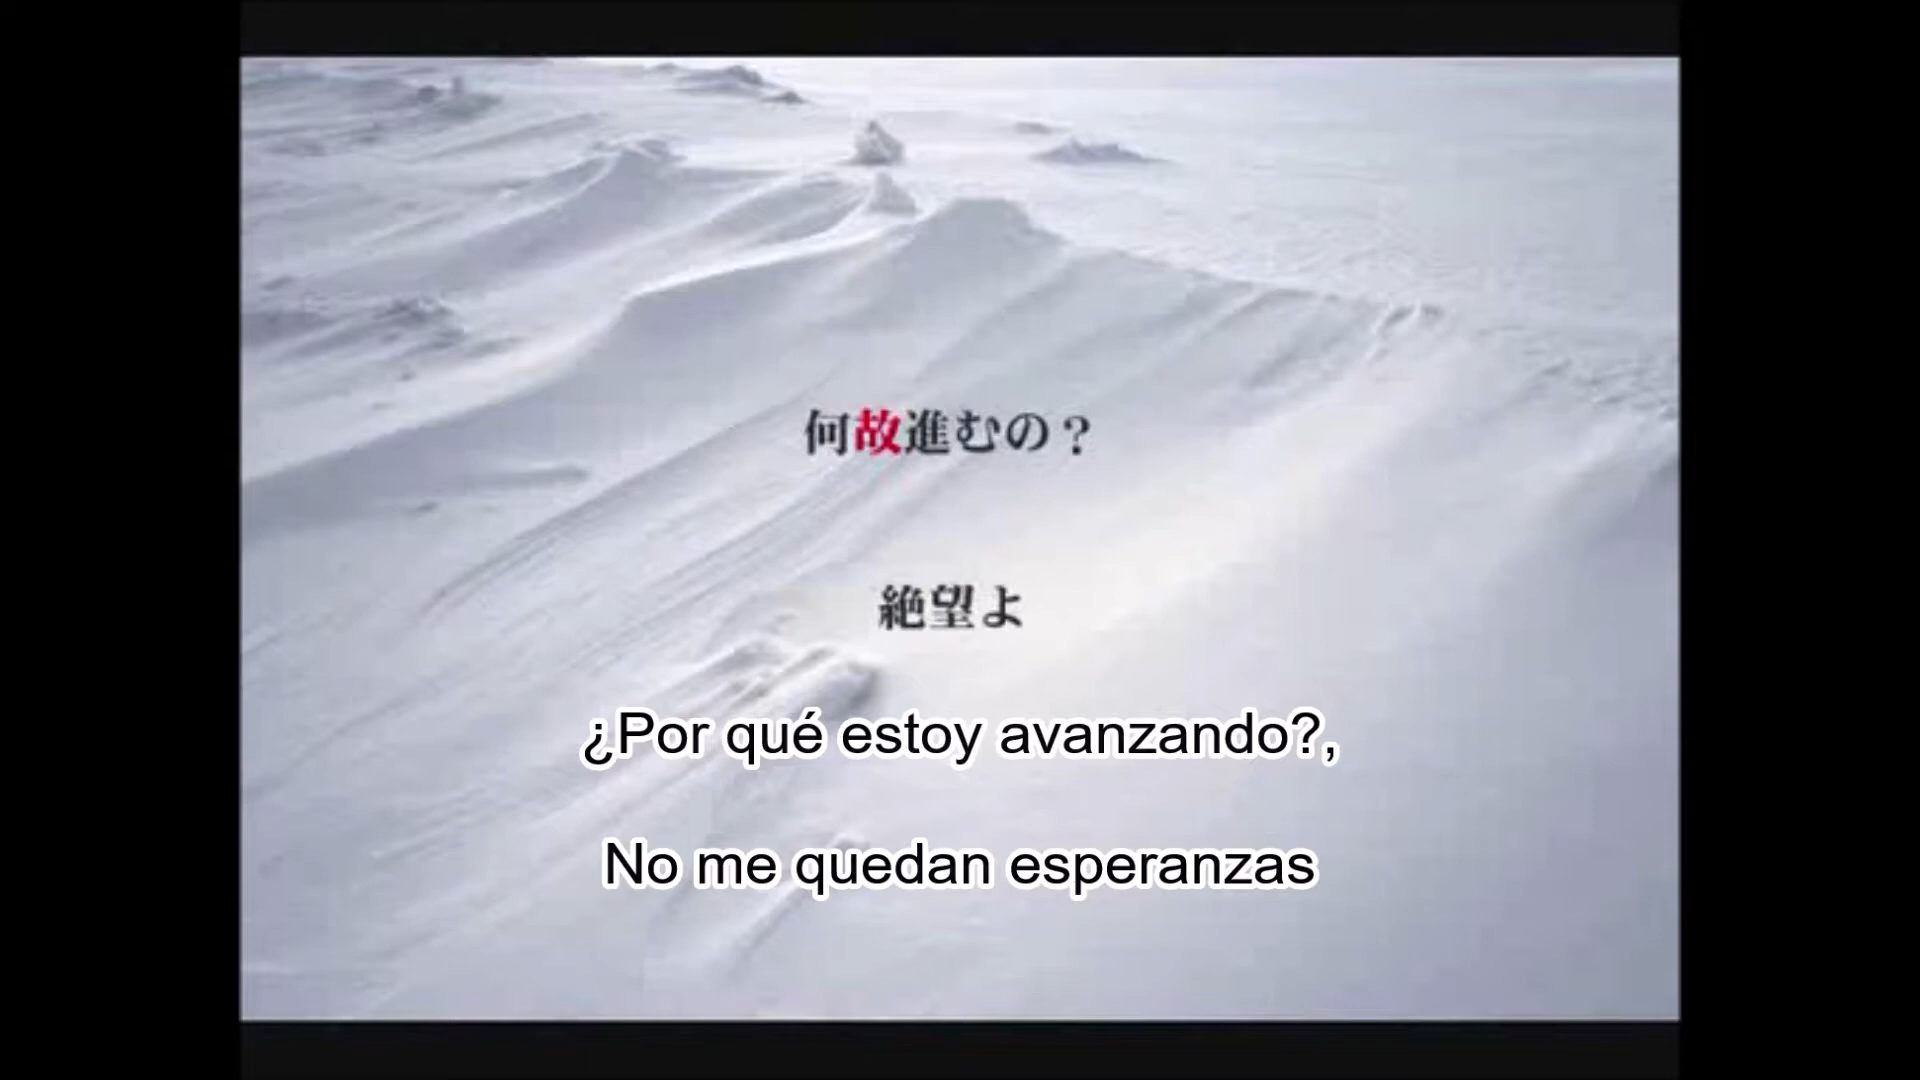 何故進むの？
絶望よ
¿Por qué estoy avanzando?,
No me quedan esperanzas